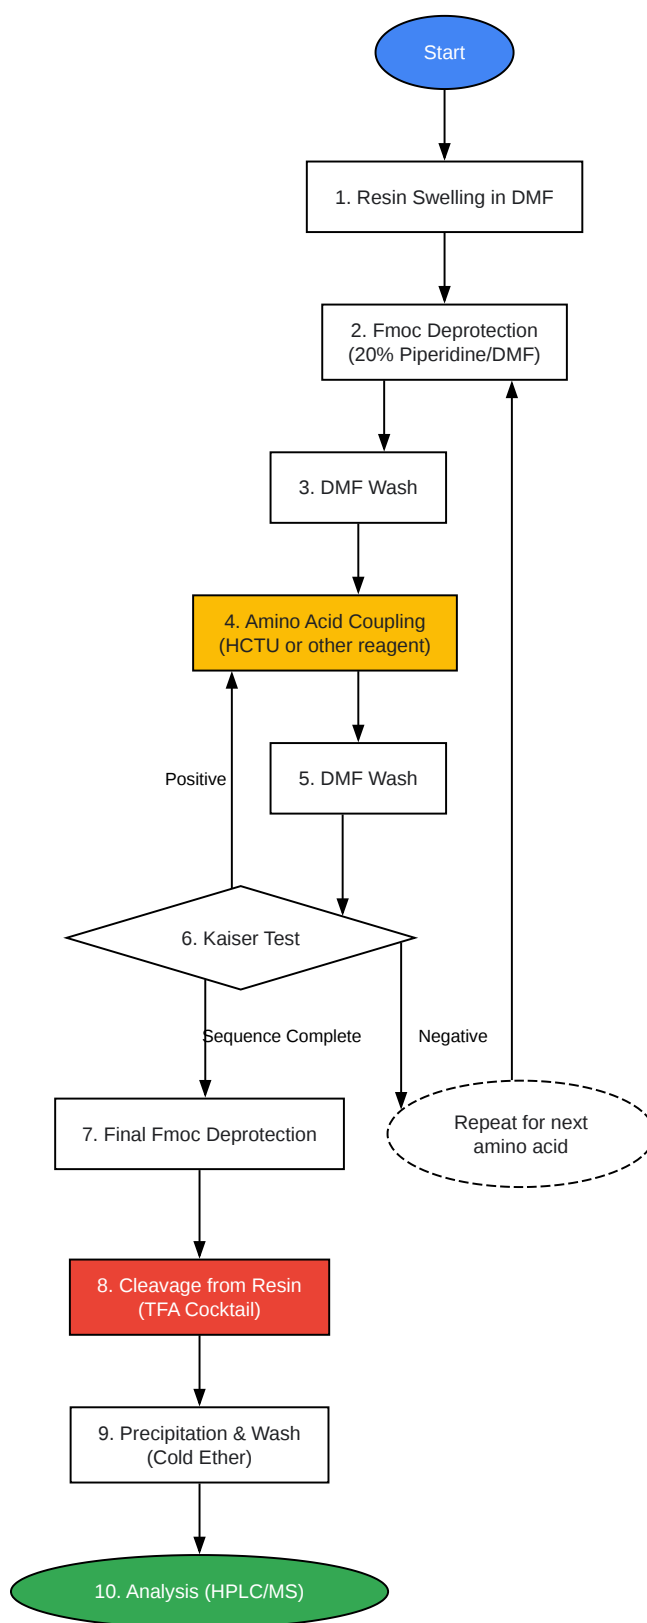 Start
1. Resin Swelling in DMF
2. Fmoc Deprotection
(20% Piperidine/DMF)
3. DMF Wash
4. Amino Acid Coupling
(HCTU or other reagent)
Positive
5. DMF Wash
6. Kaiser Test
Sequence Complete
Negative
7. Final Fmoc Deprotection
Repeat for next
amino acid
8. Cleavage from Resin
(TFA Cocktail)
9. Precipitation & Wash
(Cold Ether)
10. Analysis (HPLC/MS)